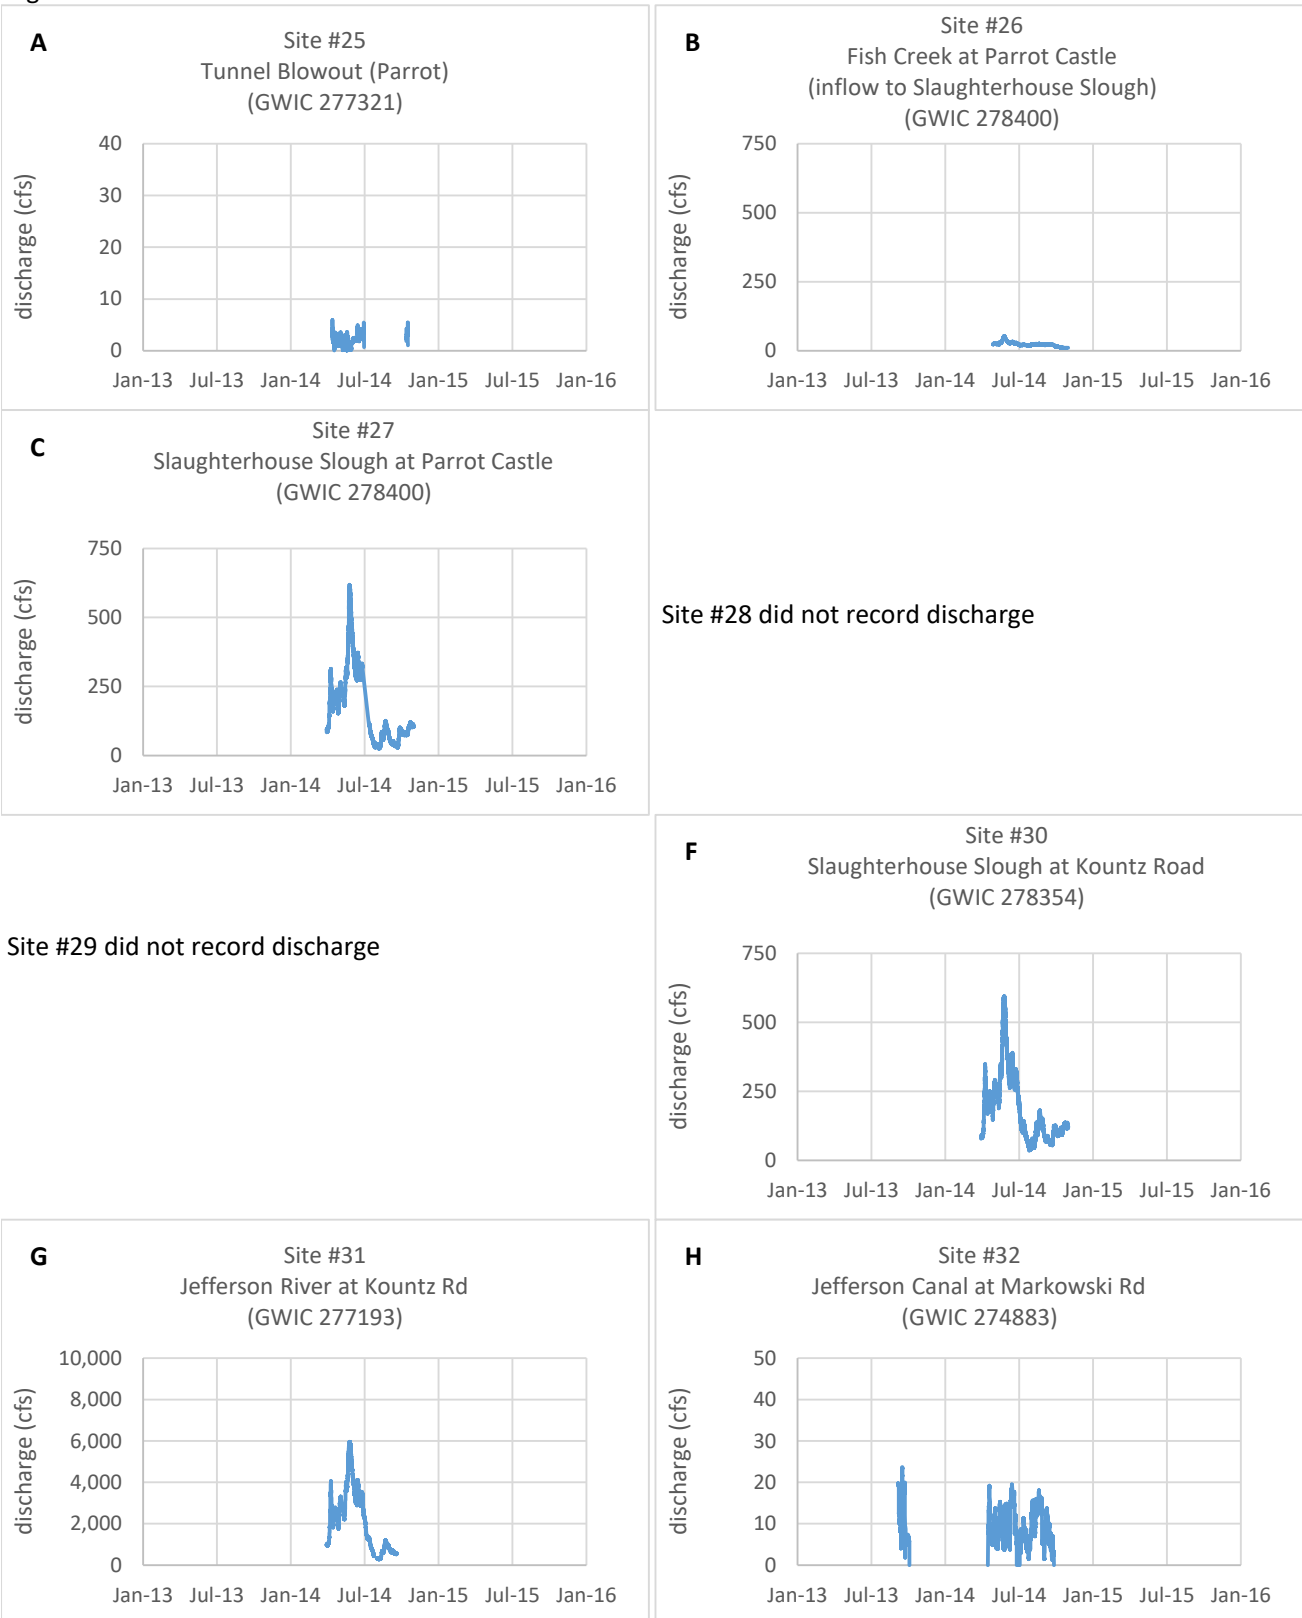 A
Site #25
Tunnel Blowout (Parrot)
(GWIC 277321)
discharge (cfs)
40
30
20
10
0
Jan-13 Jul-13 Jan-14 Jul-14 Jan-15 Jul-15 Jan-16
B
Site #26
Fish Creek at Parrot Castle
(inflow to Slaughterhouse Slough)
(GWIC 278400)
discharge (cfs)
750
500
250
0
Jan-13 Jul-13 Jan-14 Jul-14 Jan-15 Jul-15 Jan-16
C
Site #27
Slaughterhouse Slough at Parrot Castle
(GWIC 278400)
discharge (cfs)
750
500
250
0
Jan-13 Jul-13 Jan-14 Jul-14 Jan-15 Jul-15 Jan-16
Site #28 did not record discharge
Site #29 did not record discharge
F
Site #30
Slaughterhouse Slough at Kountz Road
(GWIC 278354)
discharge (cfs)
750
500
250
0
Jan-13 Jul-13 Jan-14 Jul-14 Jan-15 Jul-15 Jan-16
G
Site #31
Jefferson River at Kountz Rd
(GWIC 277193)
discharge (cfs)
10,000
8,000
6,000
4,000
2,000
0
Jan-13 Jul-13 Jan-14 Jul-14 Jan-15 Jul-15 Jan-16
H
Site #32
Jefferson Canal at Markowski Rd
(GWIC 274883)
discharge (cfs)
50
40
30
20
10
0
Jan-13 Jul-13 Jan-14 Jul-14 Jan-15 Jul-15 Jan-16